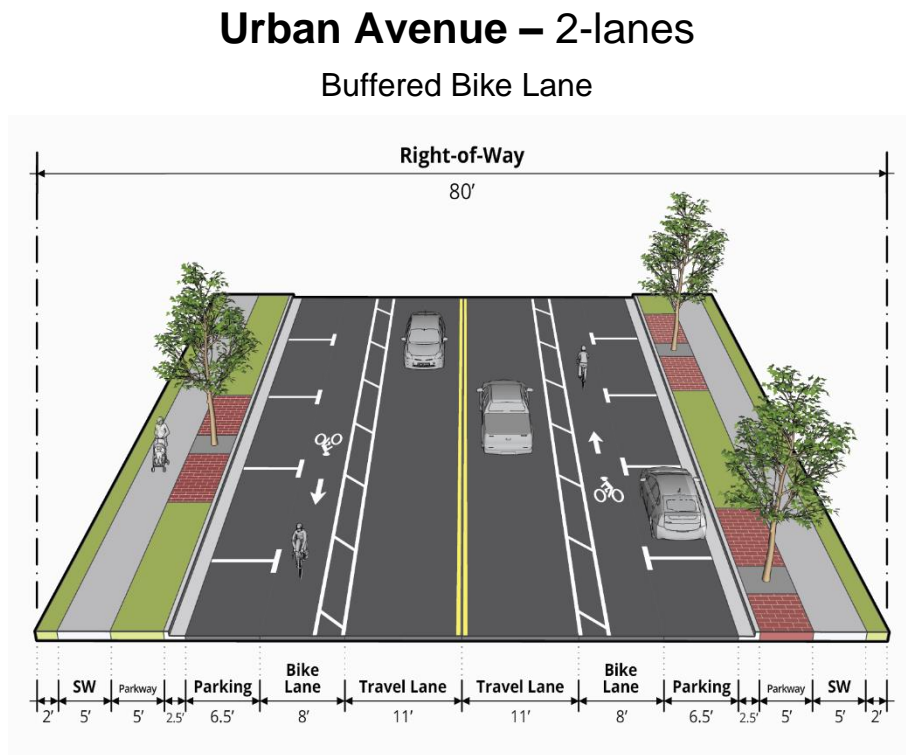 Urban Avenue – 2-lanes
Buffered Bike Lane
Right-of-Way
80’
SW Parkway Parking Bike Lane Travel Lane Travel Lane Bike Lane Parking Parkway SW
2’ 5’ 5’ 2.5’ 6.5’ 8’ 11’ 11’ 8’ 6.5’ 2.5’ 5’ 5’ 2’